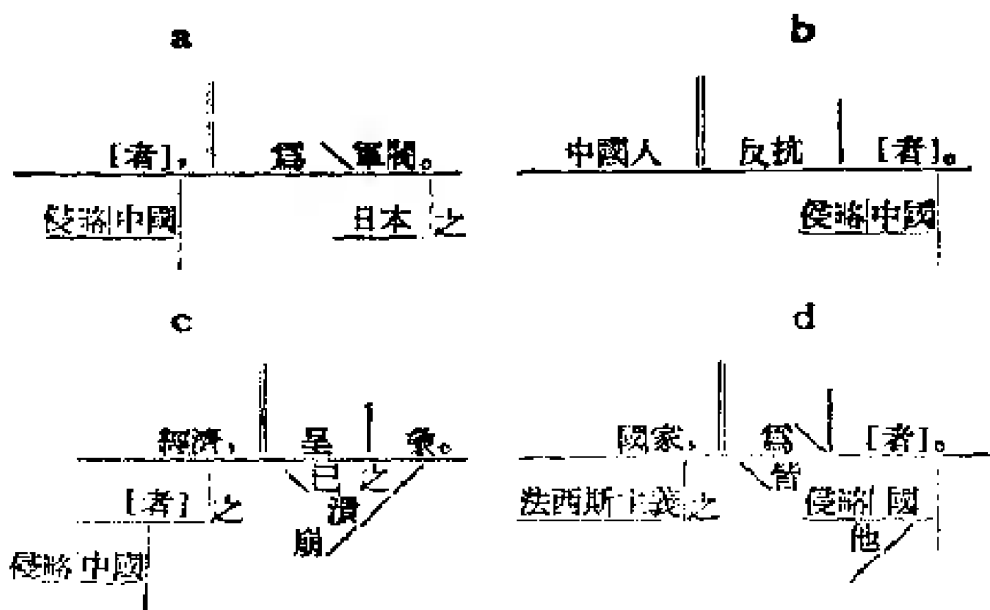 a
[者]， 爲 軍閥。
侵略 中國 日本 之
b
中國人 反抗 [者]。
侵略 中國
c
經濟， 呈 象。
[者] 之 已 之
潰
崩
侵略 中國
d
國家， 爲 [者]。
法西斯主義 之 皆 侵略 國
他